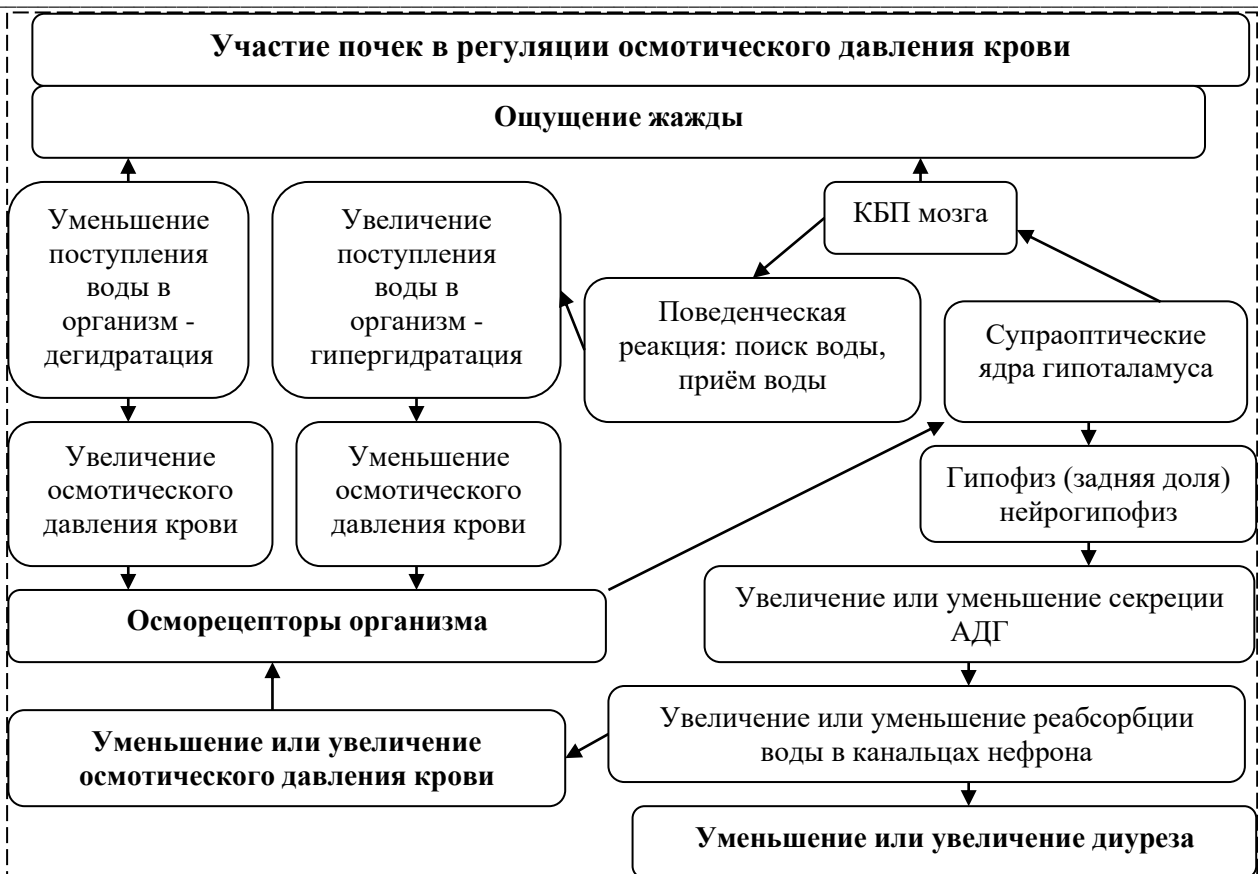 Участие почек в регуляции осмотического давления крови
Ощущение жажды
Уменьшение
поступления
воды в
организм -
дегидратация
Увеличение
поступления
воды в
организм -
гипергидратация
КБП мозга
Поведенческая
реакция: поиск воды,
приём воды
Супраоптические
ядра гипоталамуса
Увеличение
осмотического
давления крови
Уменьшение
осмотического
давления крови
Гипофиз (задняя доля)
нейрогипофиз
Осморецепторы организма
Увеличение или уменьшение секреции
АДГ
Уменьшение или увеличение
осмотического давления крови
Увеличение или уменьшение реабсорбции
воды в канальцах нефрона
Уменьшение или увеличение диуреза